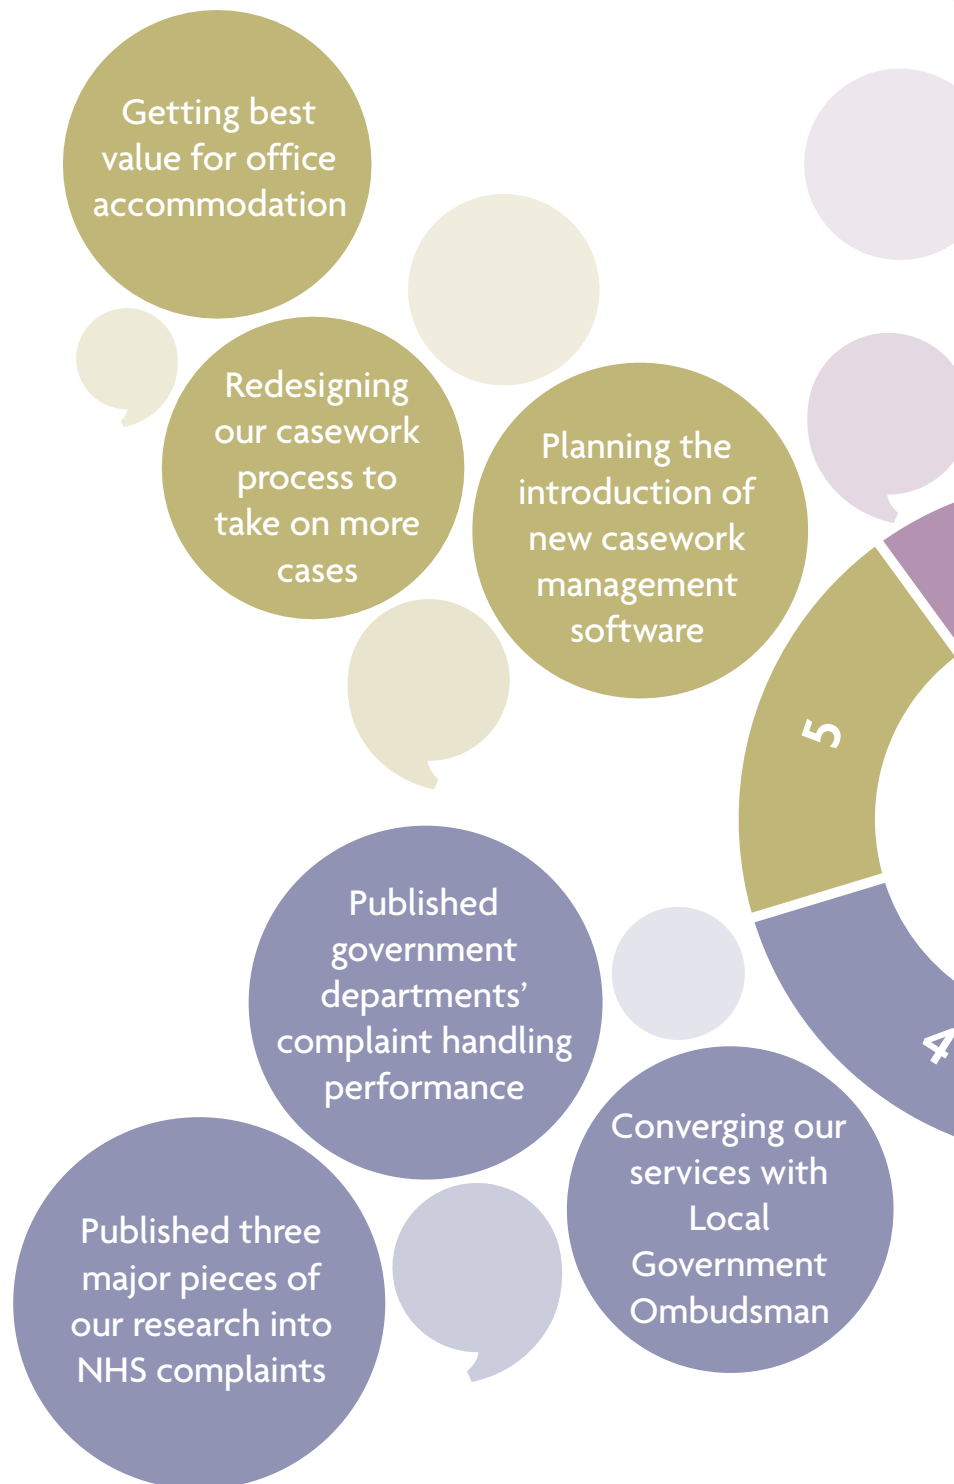 Getting best
value for office
accommodation
Redesigning
our casework
process to
take on more
cases
Planning the
introduction of
new casework
management
software
5
Published
government
departments’
complaint handling
performance
4
Converging our
services with
Local
Government
Ombudsman
Published three
major pieces of
our research into
NHS complaints